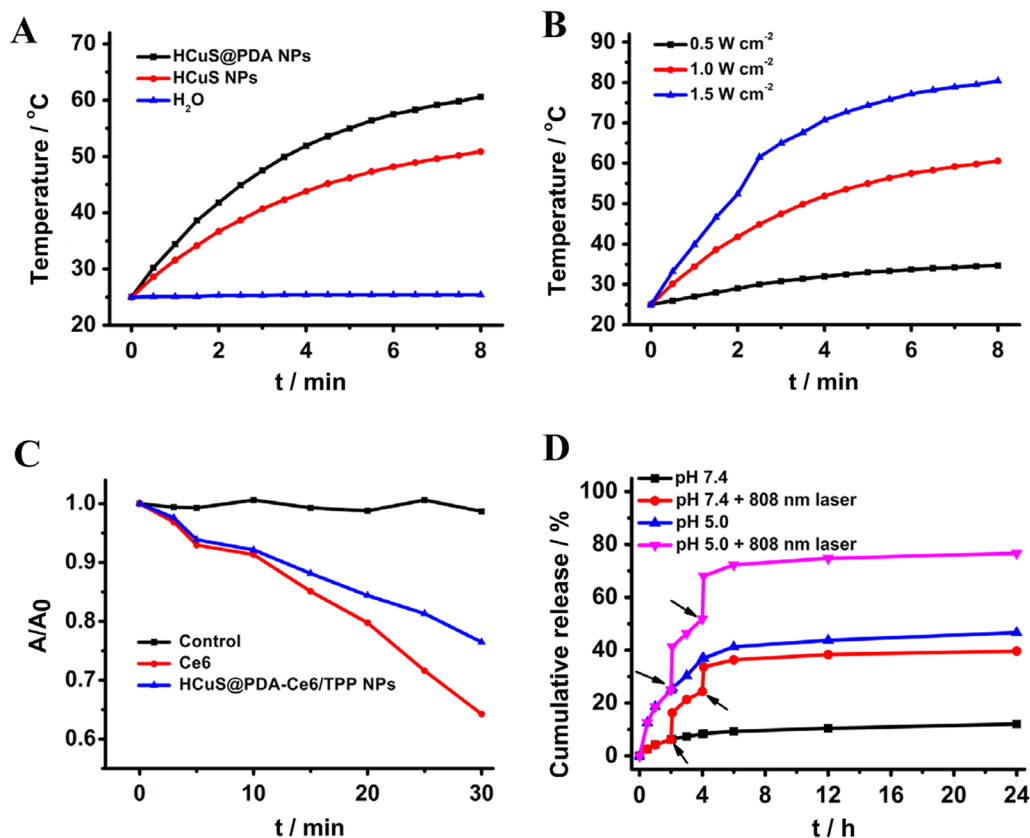 A
HCuS@PDA NPs
HCuS NPs
H₂O
Temperature / °C
70
60
50
40
30
20
0
2
4
6
8
t / min
B
0.5 W cm⁻²
1.0 W cm⁻²
1.5 W cm⁻²
Temperature / °C
90
80
70
60
50
40
30
20
0
2
4
6
8
t / min
C
Control
Ce6
HCuS@PDA-Ce6/TPP NPs
A/A0
1.0
0.9
0.8
0.7
0.6
0
10
20
30
t / min
D
pH 7.4
pH 7.4 + 808 nm laser
pH 5.0
pH 5.0 + 808 nm laser
Cumulative release / %
100
80
60
40
20
0
0
4
8
12
16
20
24
t / h